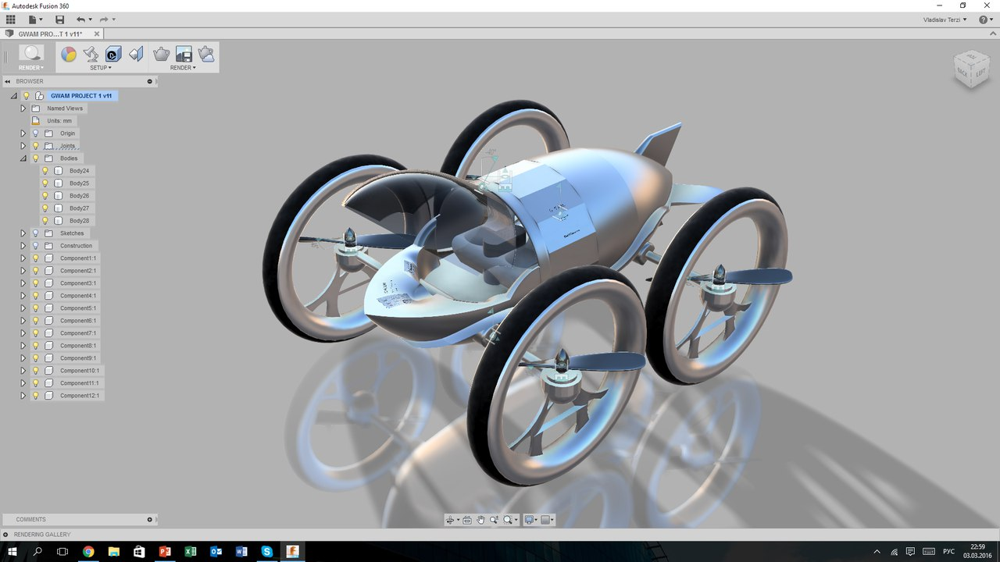 Autodesk Fusion 360
Vladislav Terzi
GWAM PRO...T 1 v11*
RENDER
SETUP
RENDER
BACK
LEFT
BROWSER
GWAM PROJECT 1 v11
Named Views
Units: mm
Origin
Joints
Bodies
Body24
Body25
Body26
Body27
Body28
Sketches
Construction
Component1:1
Component2:1
Component3:1
Component4:1
Component5:1
Component6:1
Component7:1
Component8:1
Component9:1
Component10:1
Component11:1
Component12:1
COMMENTS
RENDERING GALLERY
РУС
22:59
03.03.2016